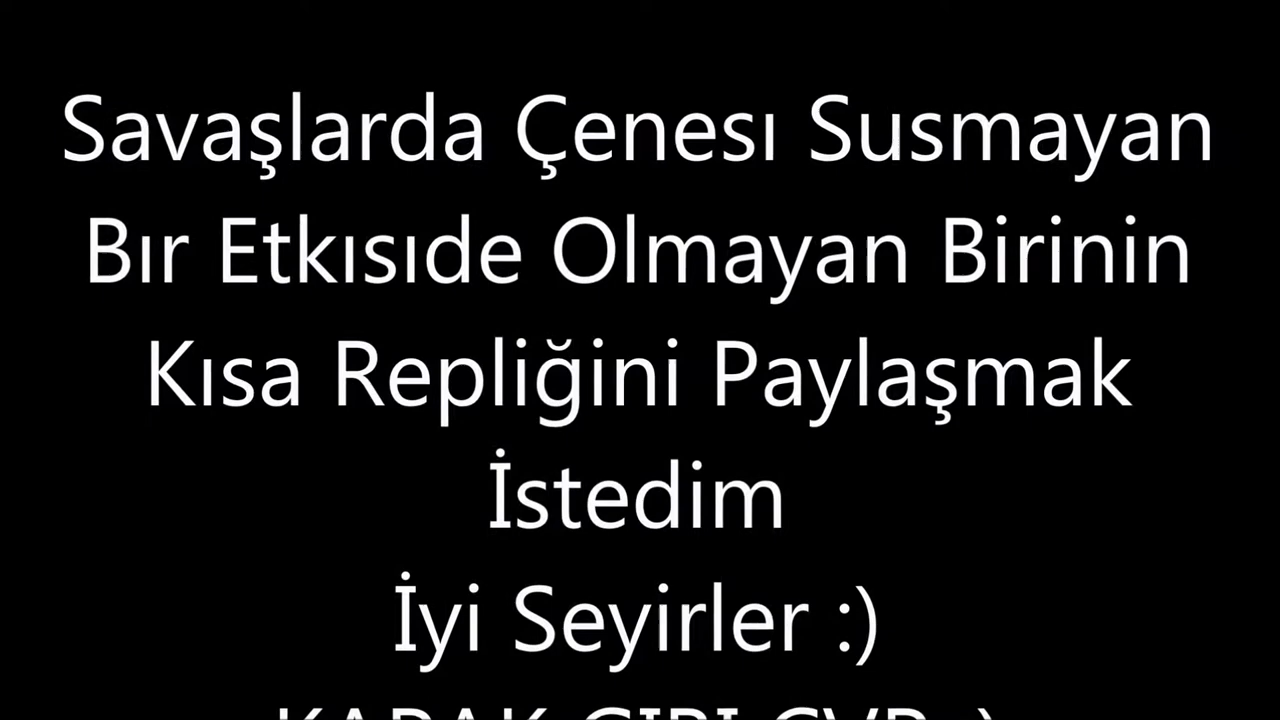 Savaşlarda Çenesı Susmayan
Bır Etkısıde Olmayan Birinin
Kısa Repliğini Paylaşmak
İstedim
İyi Seyirler :)